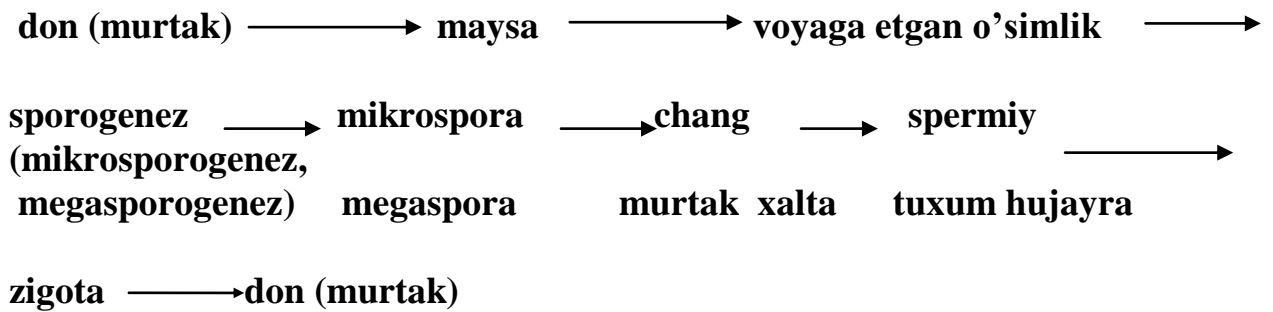 don (murtak) → maysa → voyaga etgan o’simlik →
sporogenez → mikrospora → chang → spermiy
(mikrosporogenez, →
megasporogenez) megaspora murtak xalta tuxum hujayra
zigota → don (murtak)